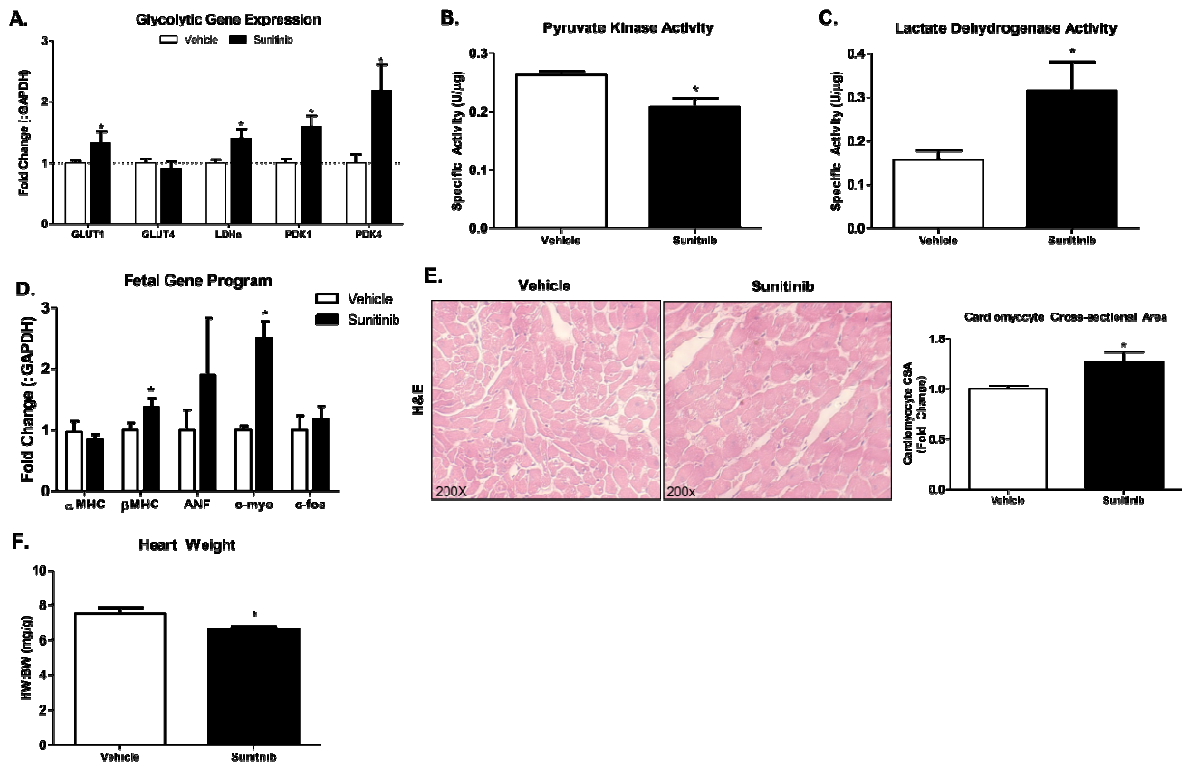 A.
Glycolytic Gene Expression
Vehicle Sunitinib
Fold Change (:GAPDH)
3
2
1
0
* * * *
GLUT1 GLUT4 LDHa PDK1 PDK4
B.
Pyruvate Kinase Activity
Specific Activity (U/μg)
0.3
0.2
0.1
0.0
*
Vehicle Sunitinib
C.
Lactate Dehydrogenase Activity
Specific Activity (U/μg)
0.4
0.3
0.2
0.1
0.0
*
Vehicle Sunitinib
D.
Fetal Gene Program
Vehicle
Sunitinib
Fold Change (:GAPDH)
3
2
1
0
* *
αMHC βMHC ANF c-myc c-fos
E.
Vehicle Sunitinib
H&E
200X 200x
Cardiomyocyte Cross-sectional Area
Cardiomyocyte CSA
(Fold Change)
1.5
1.0
0.5
0.0
*
Vehicle Sunitinib
F.
Heart Weight
HW:BW (mg/g)
10
8
6
4
2
0
*
Vehicle Sunitinib